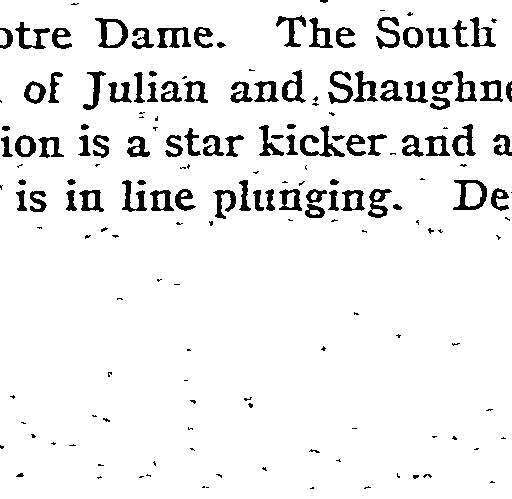 otre Dame. The South
of Julian and Shaughne
ion is a star kicker and a
is in line plunging. De